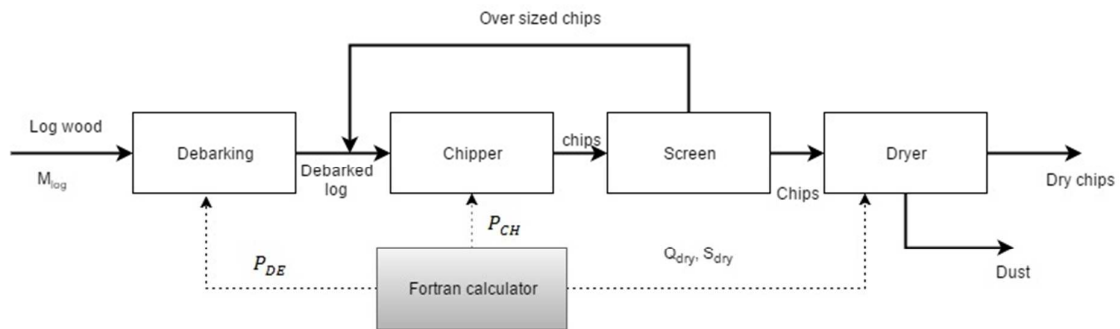 Over sized chips
Log wood
M_log
Debarking
Debarked
log
Chipper
chips
Screen
Chips
Dryer
Dry chips
Dust
P_DE
P_CH
Q_dry, S_dry
Fortran calculator